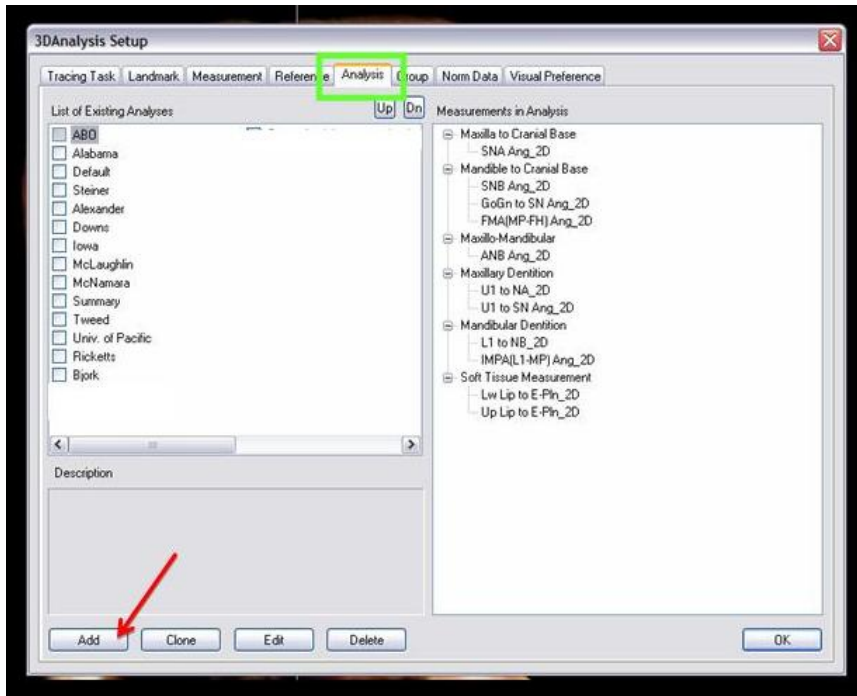 3DAnalysis Setup
Tracing Task Landmark Measurement Reference Analysis Group Norm Data Visual Preference
List of Existing Analyses Up Dn
ABO
Alabama
Default
Steiner
Alexander
Downs
Iowa
McLaughlin
McNamara
Summary
Tweed
Univ. of Pacific
Ricketts
Bjork
Description
Add Clone Edit Delete
Measurements in Analysis
Maxilla to Cranial Base
SNA Ang_2D
Mandible to Cranial Base
SNB Ang_2D
GoGn to SN Ang_2D
FMA(MP-FH) Ang_2D
Maxillo-Mandibular
ANB Ang_2D
Maxillary Dentition
U1 to NA_2D
U1 to SN Ang_2D
Mandibular Dentition
L1 to NB_2D
IMPA(L1-MP) Ang_2D
Soft Tissue Measurement
Lw Lip to E-Pln_2D
Up Lip to E-Pln_2D
OK